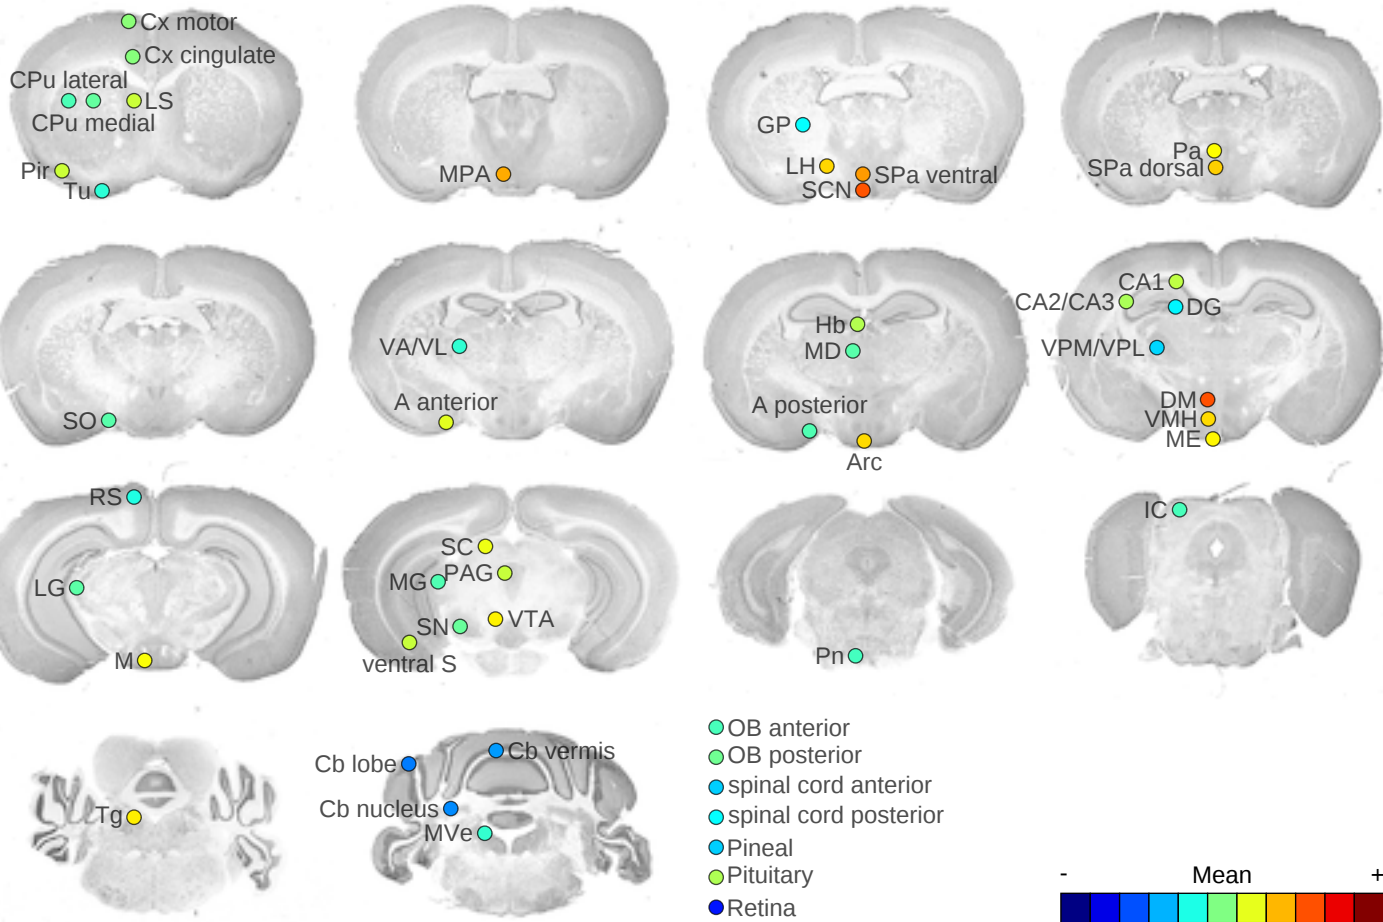 Cx motor
Cx cingulate
CPu lateral
LS
CPu medial
Pir
Tu
MPA
GP
LH
SPa ventral
SCN
Pa
SPa dorsal
SO
VA/VL
A anterior
Hb
MD
A posterior
Arc
CA1
CA2/CA3
DG
VPM/VPL
DM
VMH
ME
RS
LG
M
SC
PAG
MG
VTA
SN
ventral S
Pn
IC
Tg
Cb lobe
Cb vermis
Cb nucleus
MVe
OB anterior
OB posterior
spinal cord anterior
spinal cord posterior
Pineal
Pituitary
Retina
- Mean +